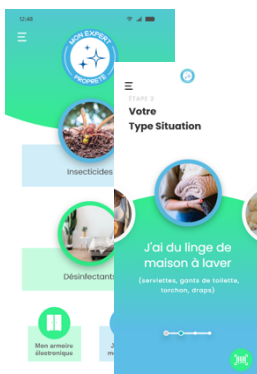 12:48
MON EXPERT
PROPRETÉ
Insecticides
Désinfectants
Mon armoire
électronique
ÉTAPE 2
Votre
Type Situation
J'ai du linge de
maison à laver
(serviettes, gants de toilette,
torchon, draps)